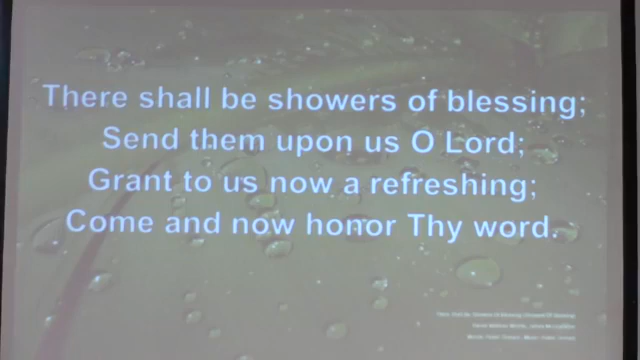 There shall be showers of blessing;
Send them upon us O Lord;
Grant to us now a refreshing;
Come and now honor Thy word.